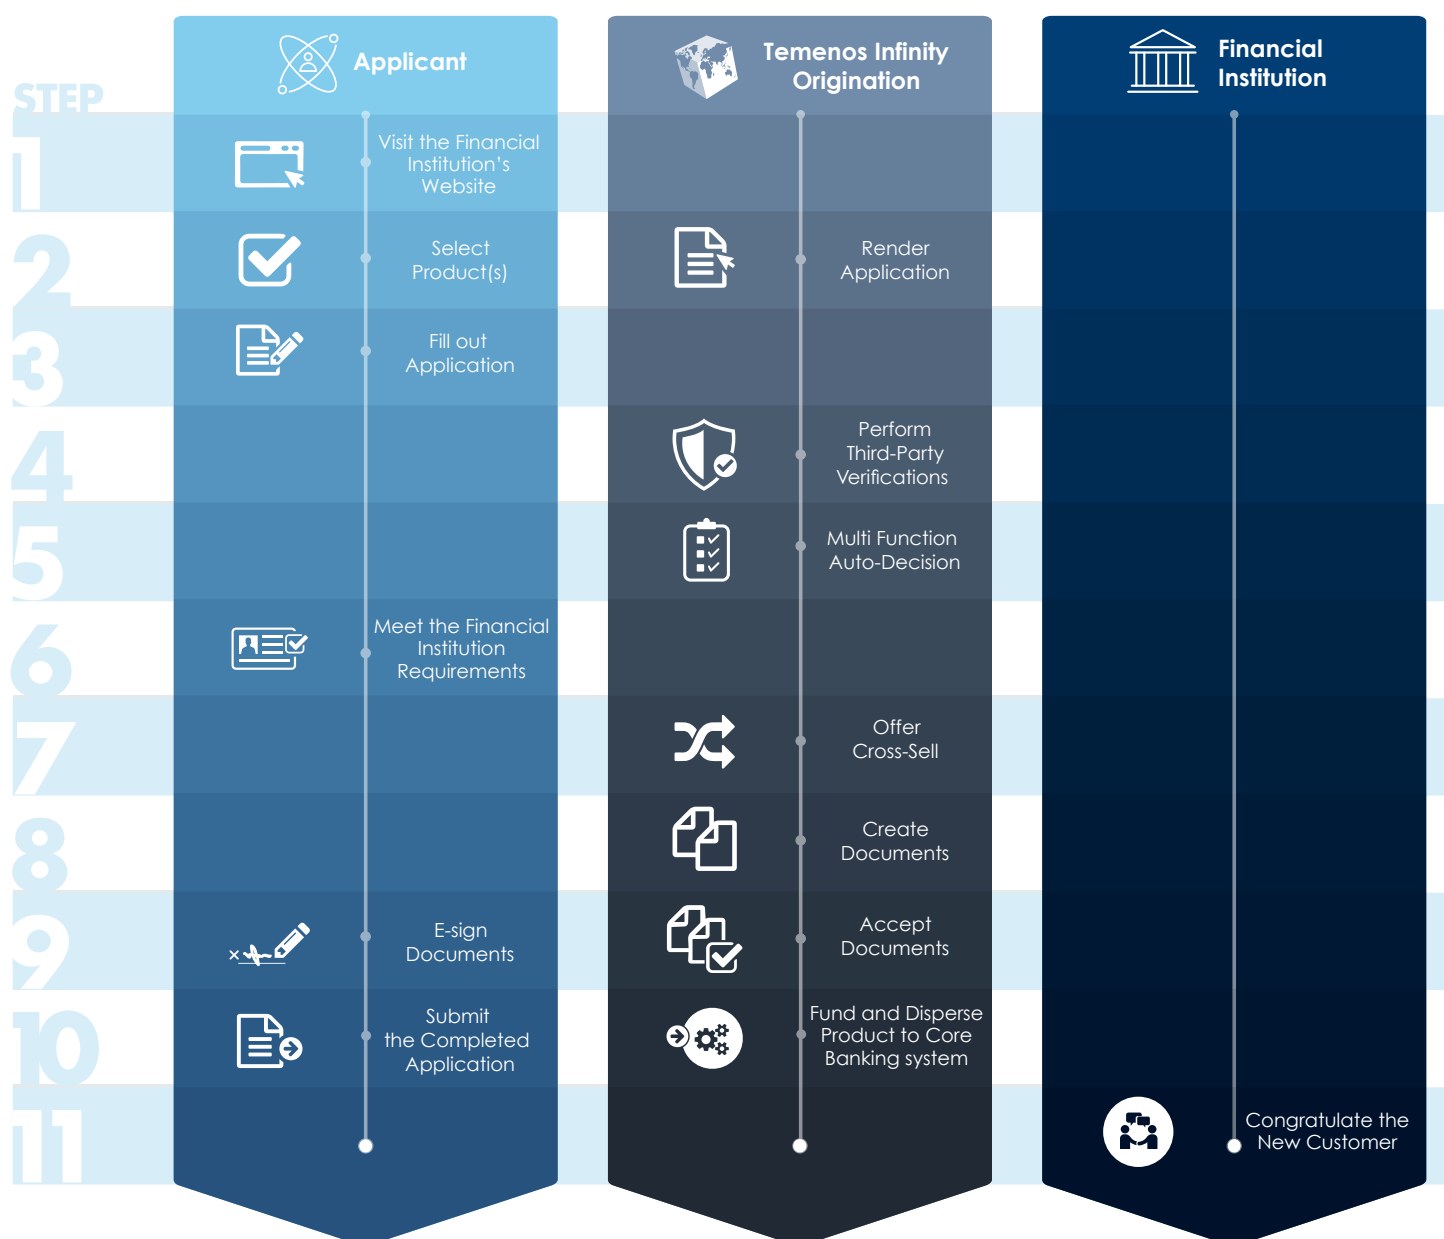 Applicant
Temenos Infinity
Origination
Financial
Institution
STEP
1
Visit the Financial
Institution's
Website
2
Select
Product(s)
Render
Application
3
Fill out
Application
4
Perform
Third-Party
Verifications
5
Multi Function
Auto-Decision
6
Meet the Financial
Institution
Requirements
7
Offer
Cross-Sell
8
Create
Documents
9
E-sign
Documents
Accept
Documents
10
Submit
the Completed
Application
Fund and Disperse
Product to Core
Banking system
11
Congratulate the
New Customer